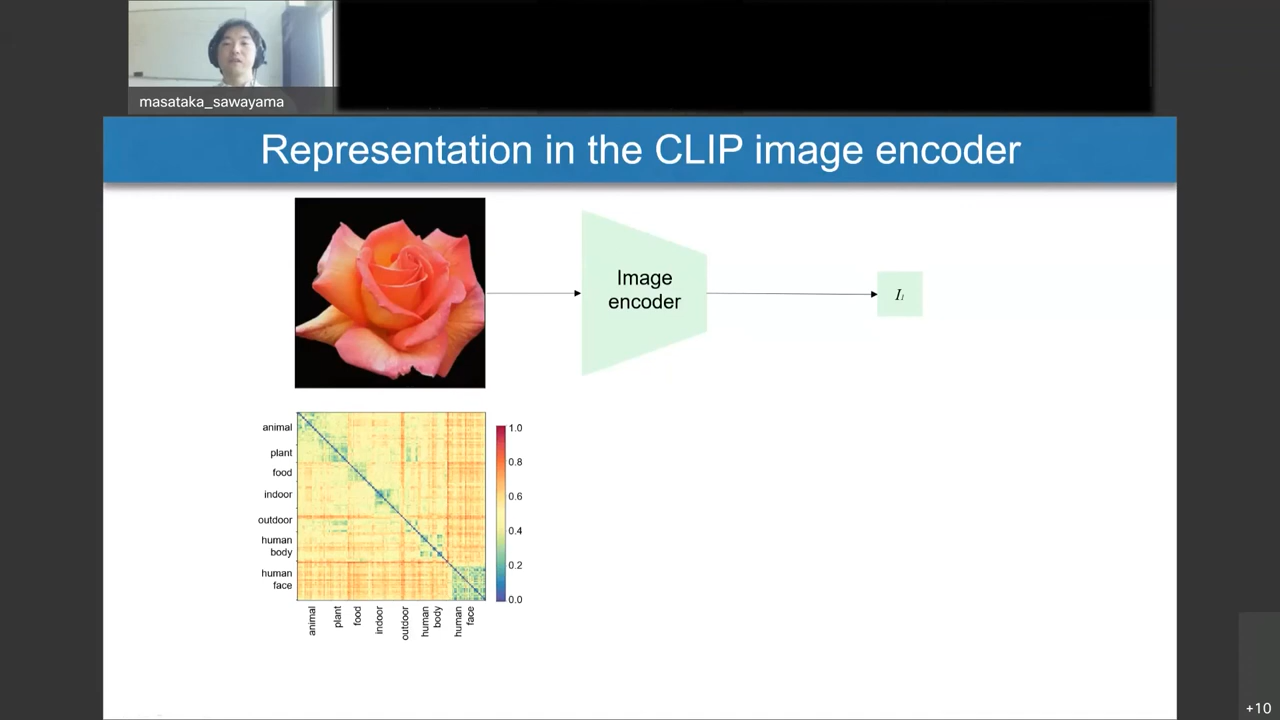 masataka_sawayama
Representation in the CLIP image encoder
Image
encoder
I1
animal
plant
food
indoor
outdoor
human
body
human
face
1.0
0.8
0.6
0.4
0.2
0.0
animal
plant
food
indoor
outdoor
human
body
human
face
+10